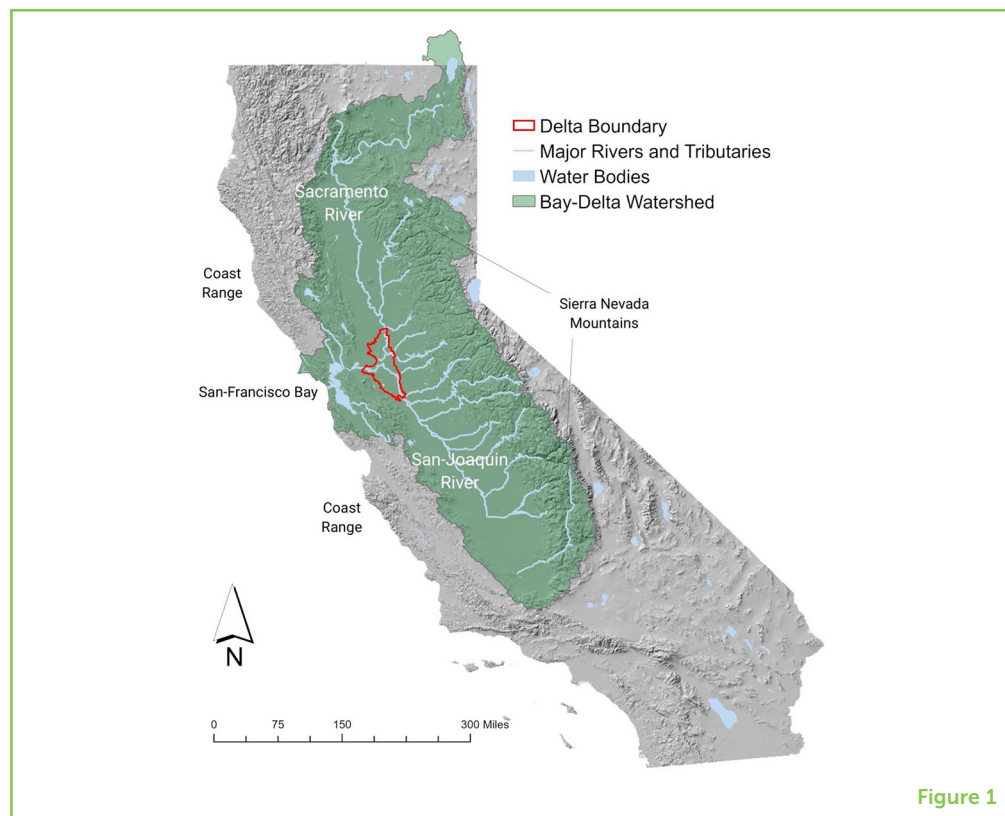 Delta Boundary
Major Rivers and Tributaries
Water Bodies
Bay-Delta Watershed
Sacramento
River
Coast
Range
Sierra Nevada
Mountains
San-Francisco Bay
San-Joaquin
River
Coast
Range
N
0 75 150 300 Miles
Figure 1